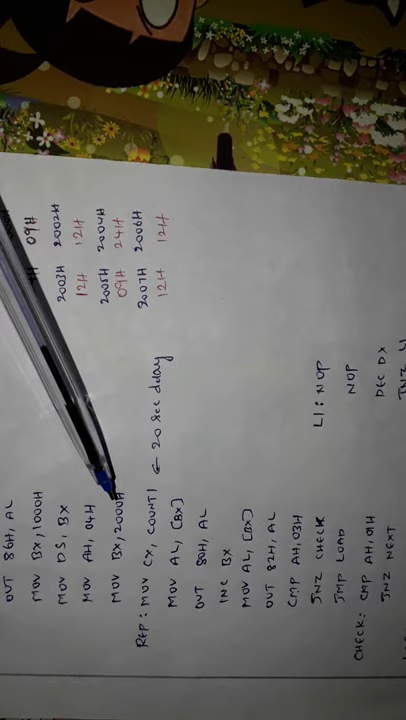 OUT 86H, AL
MOV BX, 1000H
MOV DS, BX
MOV AH, 04H
MOV BX, 2000H
REP: MOV CX, COUNT1 ← 20 sec delay
MOV AL, [BX]
OUT 80H, AL
INC BX
MOV AL, [BX]
OUT 82H, AL
CMP AH, 03H
JNZ CHECK
JMP LOAD
CHECK: CMP AH, 01H
JNZ NEXT
09H
2003H 2002H
12H 12H
2005H 2004H
09H 24H
2007H 2006H
12H 12H
L1: NOP
NOP
DEC DX